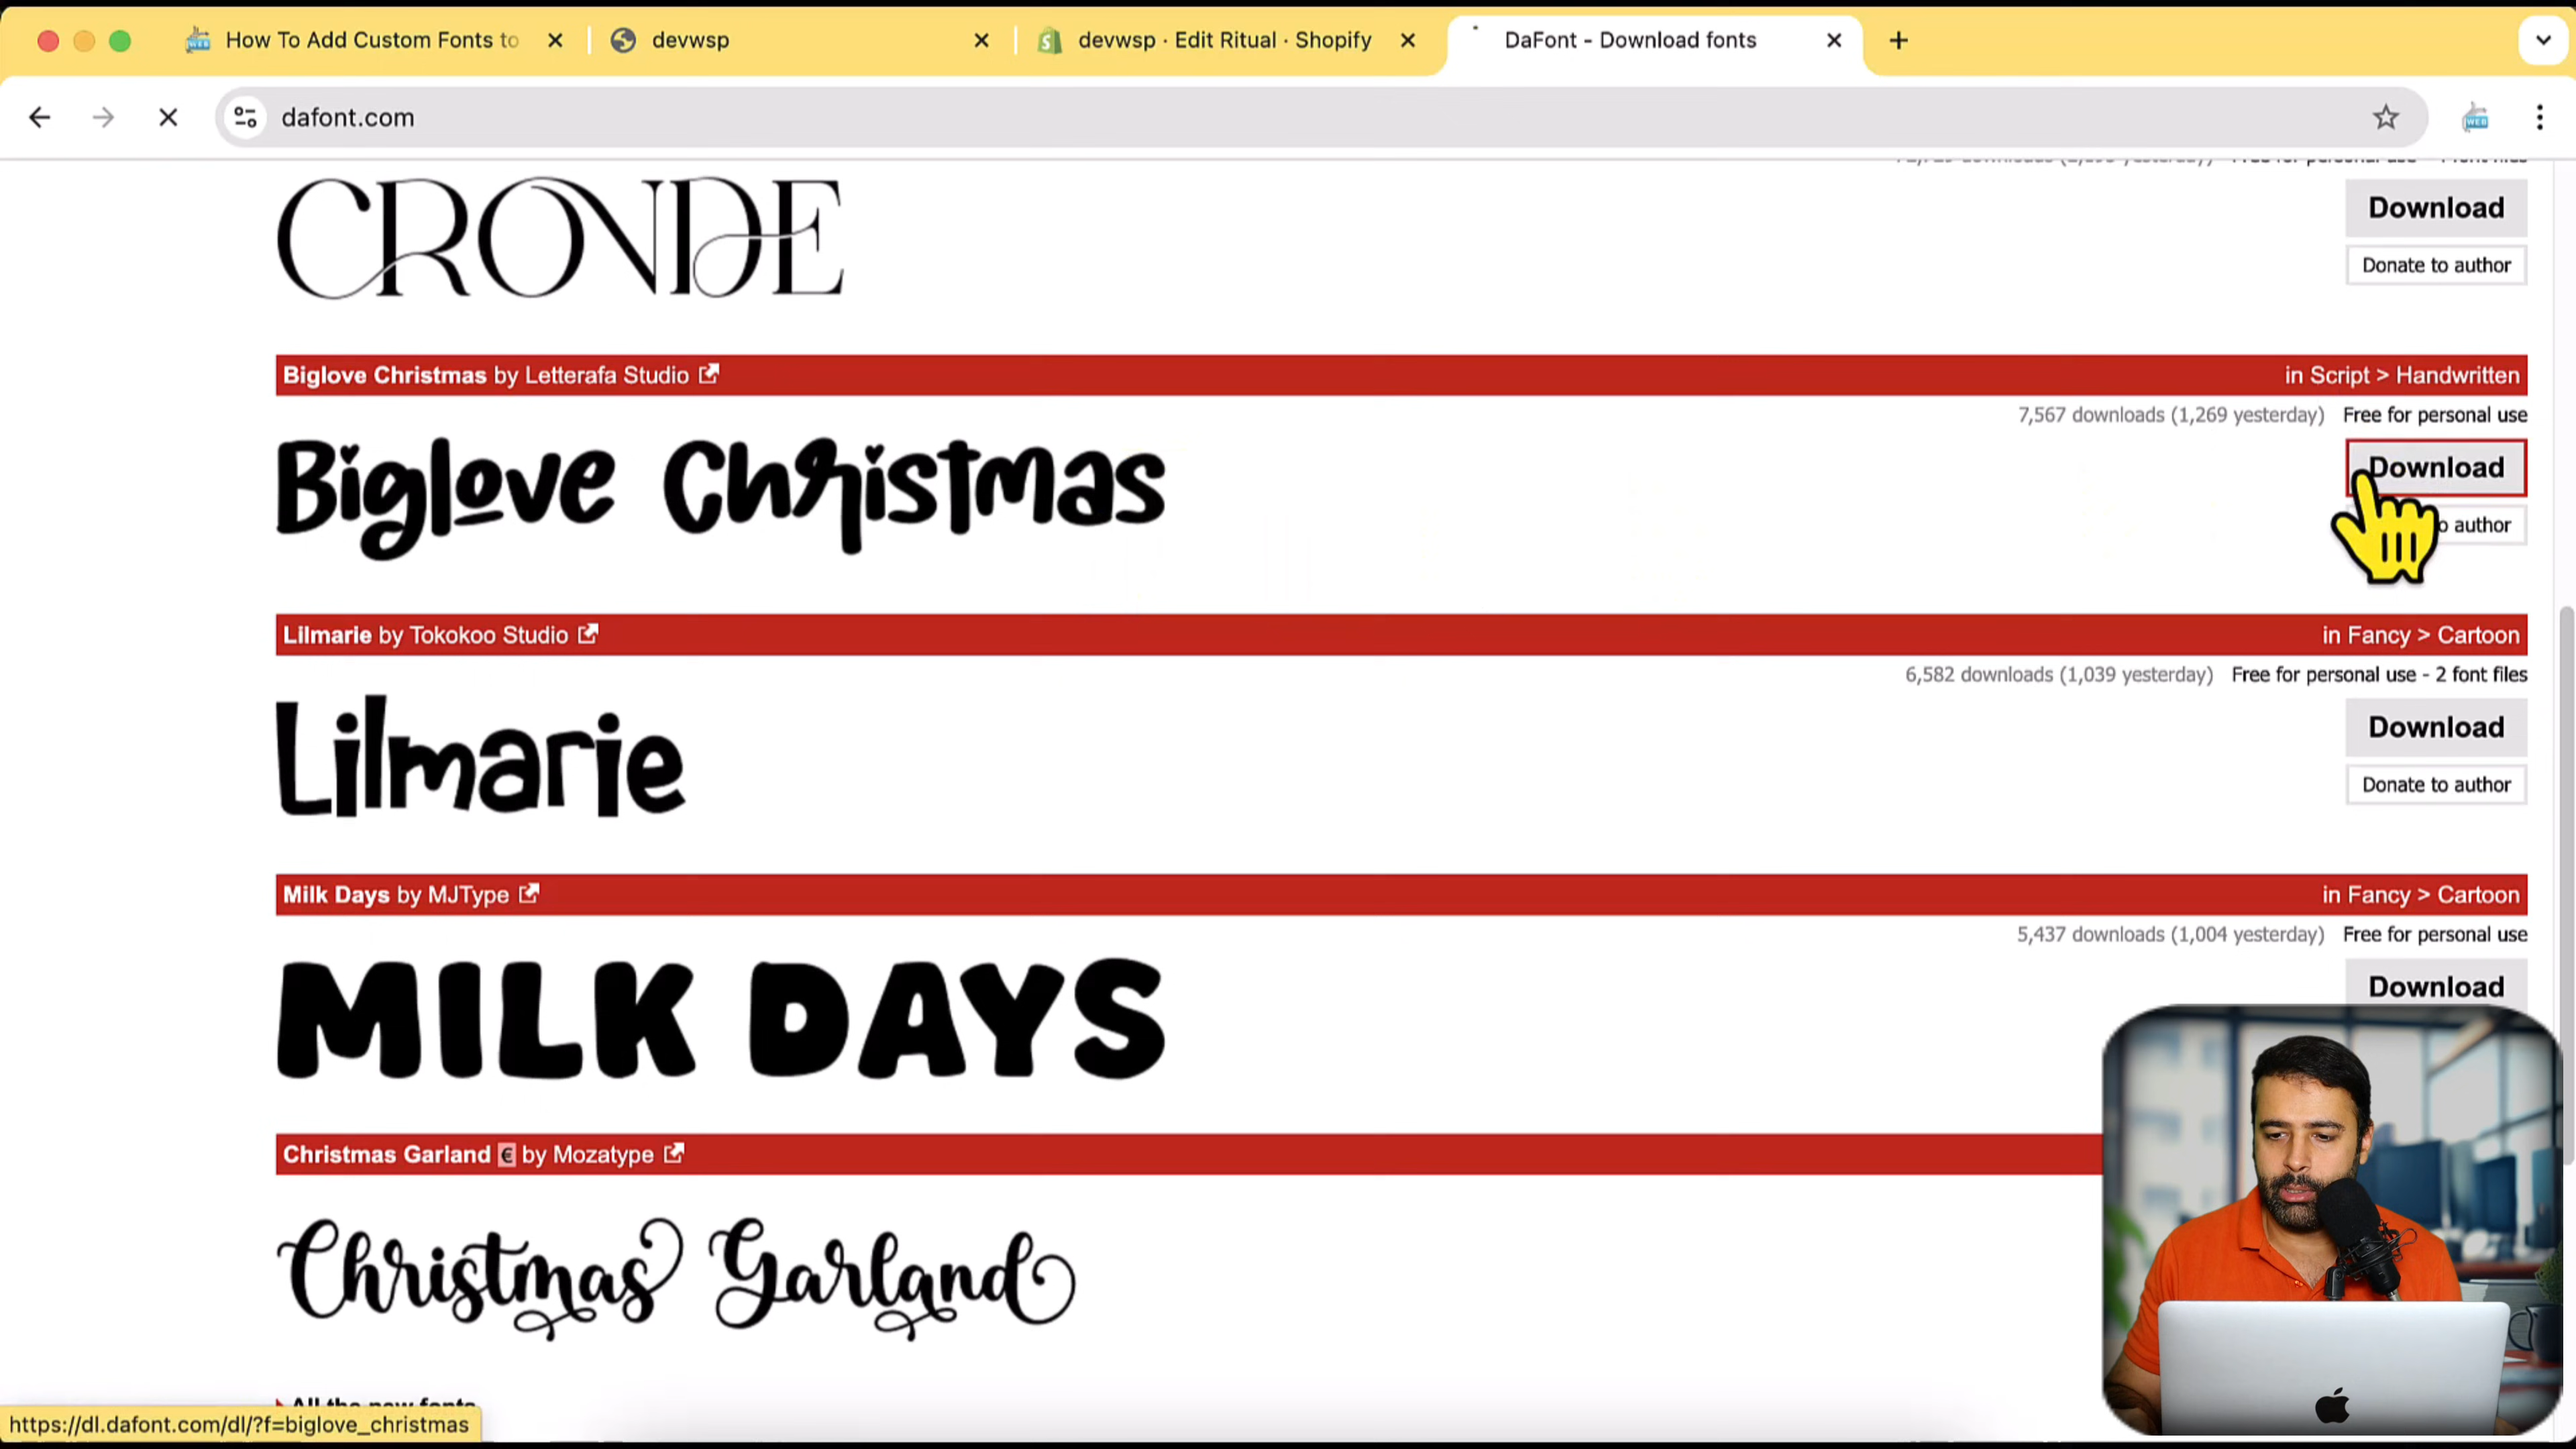 How To Add Custom Fonts to
devwsp
devwsp · Edit Ritual · Shopify
DaFont - Download fonts
dafont.com
CRONDE
Download
Donate to author
Biglove Christmas by Letterafa Studio
in Script > Handwritten
7,567 downloads (1,269 yesterday) Free for personal use
Biglove Christmas
Download
o author
Lilmarie by Tokokoo Studio
in Fancy > Cartoon
6,582 downloads (1,039 yesterday) Free for personal use - 2 font files
Lilmarie
Download
Donate to author
Milk Days by MJType
in Fancy > Cartoon
5,437 downloads (1,004 yesterday) Free for personal use
MILK DAYS
Download
Christmas Garland € by Mozatype
Christmas Garland
All the new fonts
https://dl.dafont.com/dl/?f=biglove_christmas